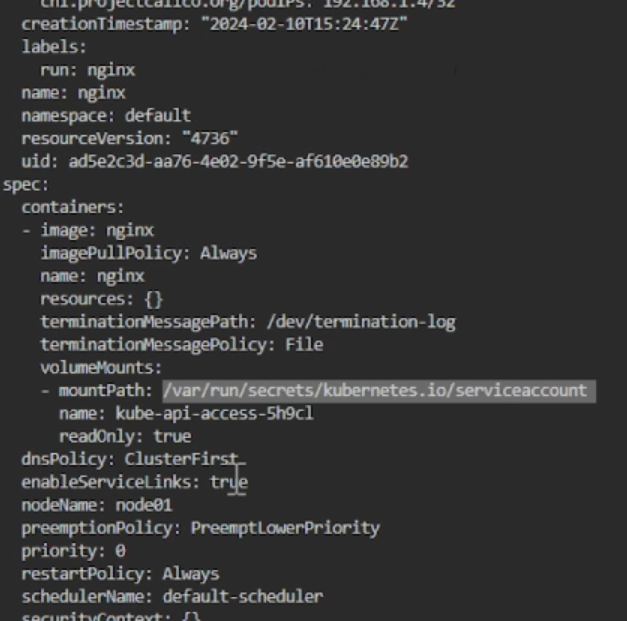 cni.projectcalico.org/podIPs: 192.168.1.4/32
creationTimestamp: "2024-02-10T15:24:47Z"
labels:
run: nginx
name: nginx
namespace: default
resourceVersion: "4736"
uid: ad5e2c3d-aa76-4e02-9f5e-af610e0e89b2
spec:
containers:
- image: nginx
imagePullPolicy: Always
name: nginx
resources: {}
terminationMessagePath: /dev/termination-log
terminationMessagePolicy: File
volumeMounts:
- mountPath: /var/run/secrets/kubernetes.io/serviceaccount
name: kube-api-access-5h9cl
readOnly: true
dnsPolicy: ClusterFirst
enableServiceLinks: true
nodeName: node01
preemptionPolicy: PreemptLowerPriority
priority: 0
restartPolicy: Always
schedulerName: default-scheduler
securityContext: {}